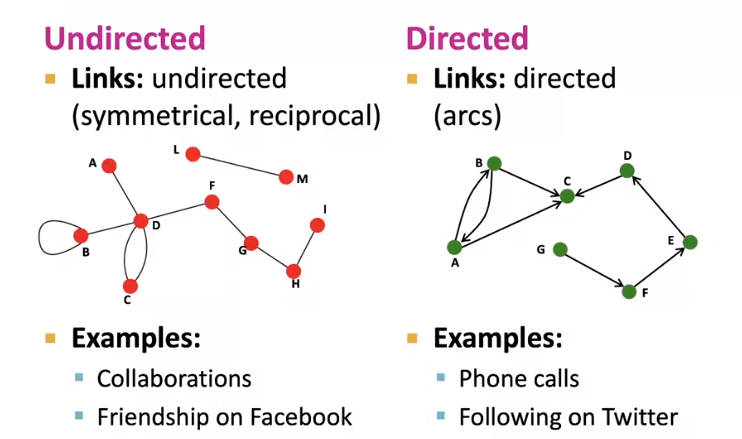 Undirected
Links: undirected
(symmetrical, reciprocal)
A
L
M
F
I
D
B
G
H
C
Examples:
Collaborations
Friendship on Facebook
Directed
Links: directed
(arcs)
B
C
D
A
G
E
F
Examples:
Phone calls
Following on Twitter